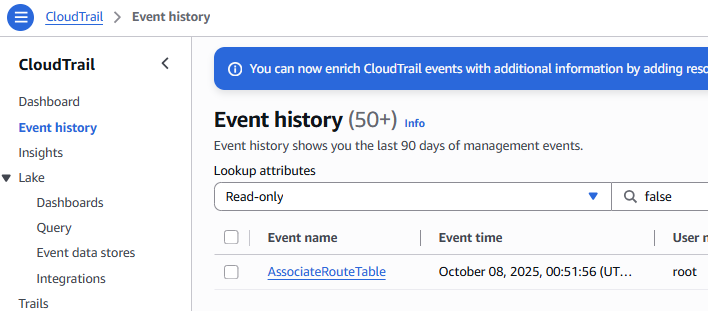 CloudTrail > Event history
CloudTrail
Dashboard
Event history
Insights
Lake
Dashboards
Query
Event data stores
Integrations
Trails
You can now enrich CloudTrail events with additional information by adding
Event history (50+) Info
Event history shows you the last 90 days of management events.
Lookup attributes
Read-only
false
Event name
Event time
User
AssociateRouteTable
October 08, 2025, 00:51:56 (UT...
root